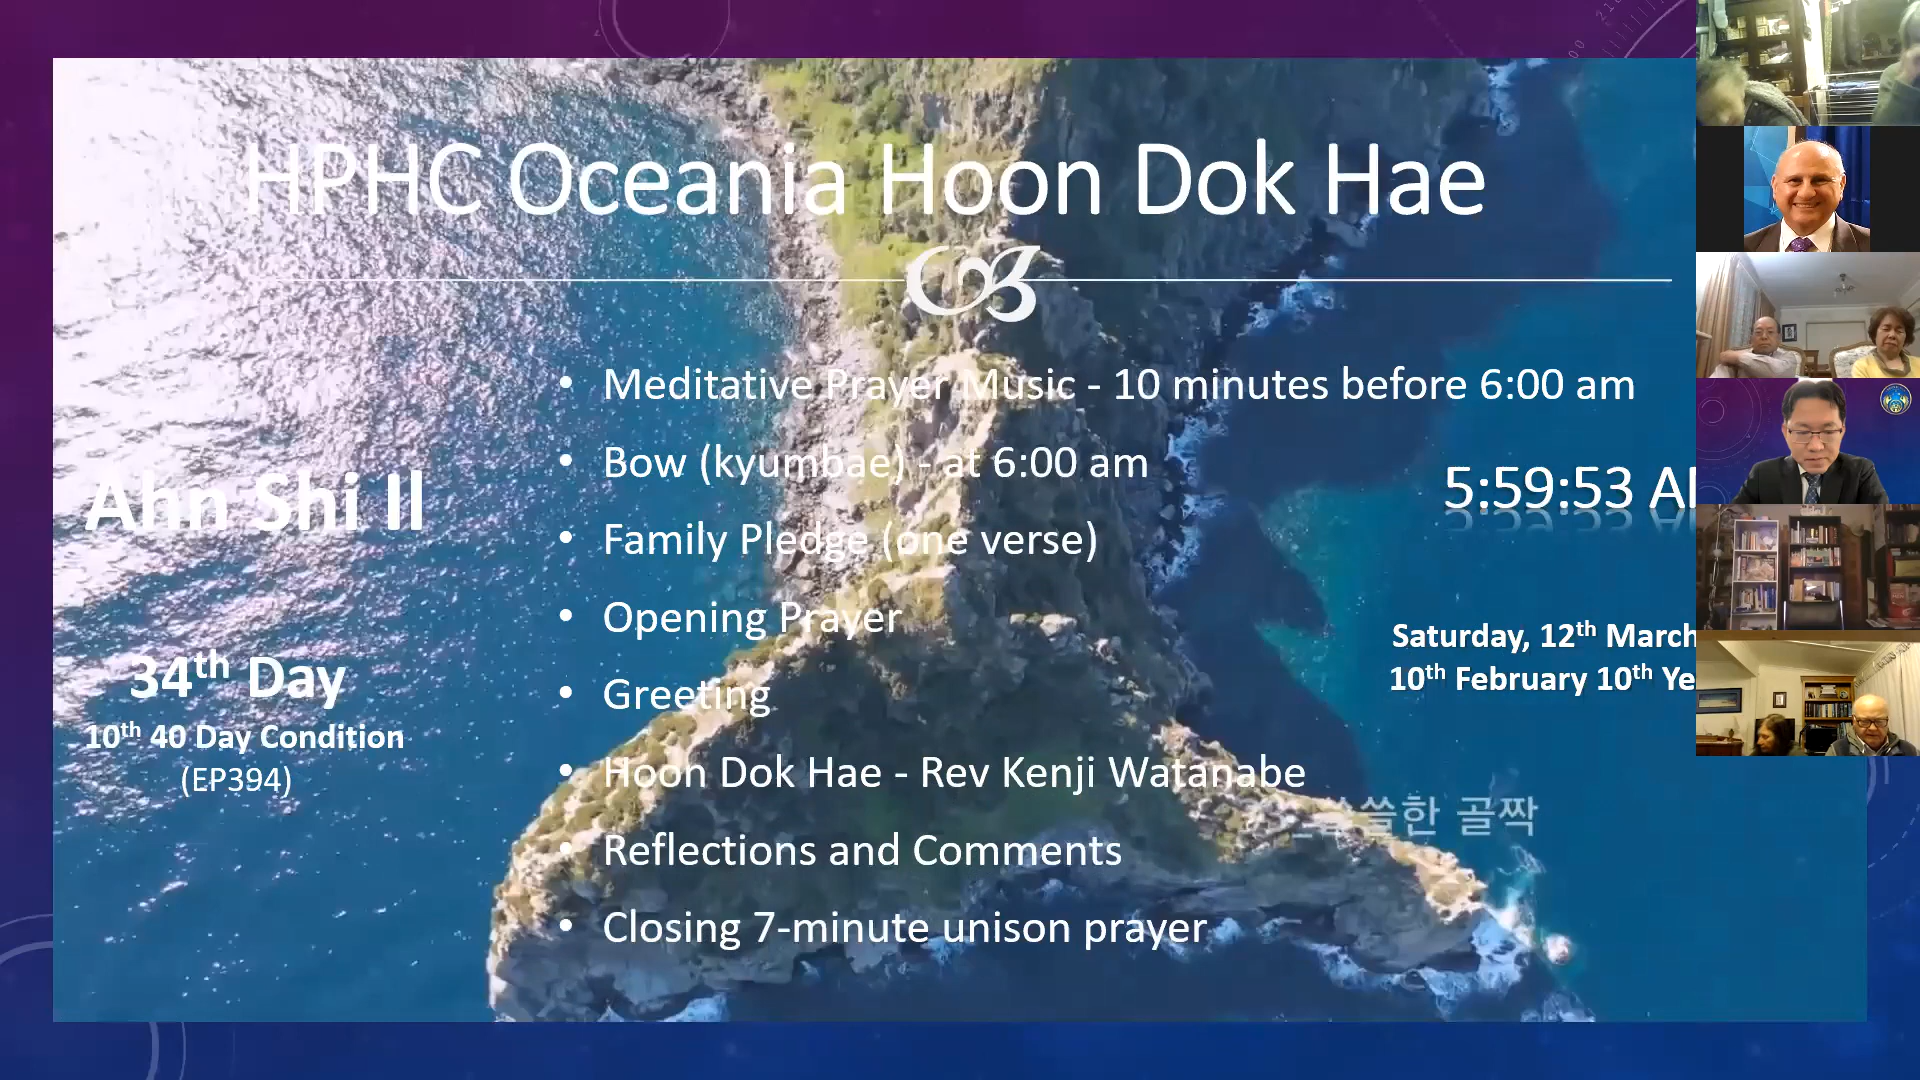 HPHC Oceania Hoon Dok Hae
Ahn Shi Il
34th Day
10th 40 Day Condition
(EP394)
• Meditative Prayer Music - 10 minutes before 6:00 am
• Bow (kyumbae) - at 6:00 am
• Family Pledge (one verse)
• Opening Prayer
• Greeting
• Hoon Dok Hae - Rev Kenji Watanabe
• Reflections and Comments
• Closing 7-minute unison prayer
5:59:53
Saturday, 12th March
10th February 10th
쓸쓸한 골짝